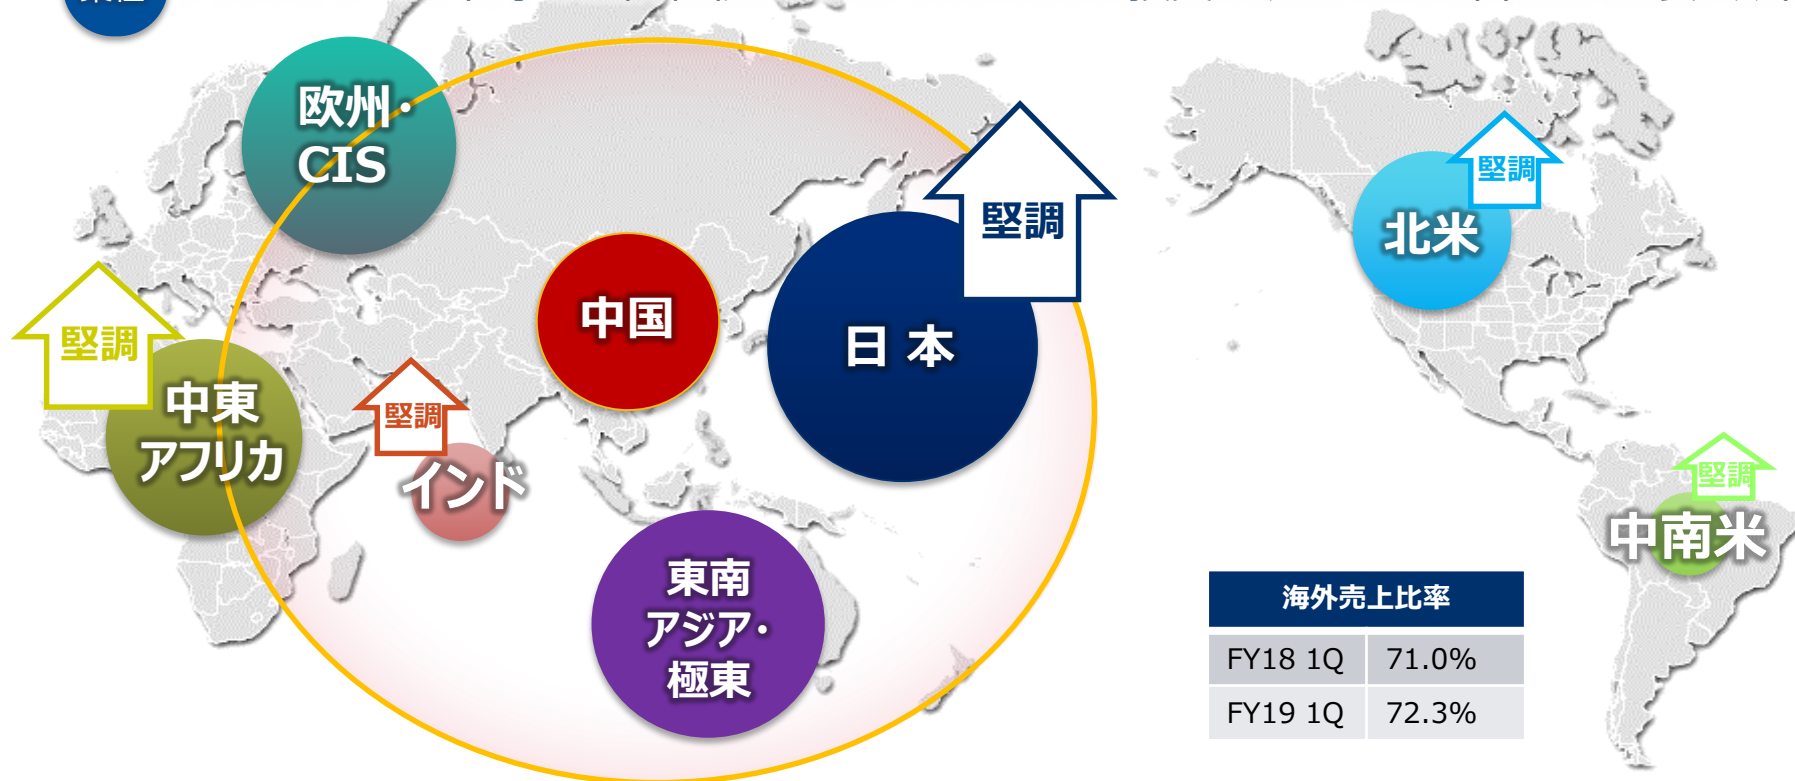 欧州・
CIS
堅調
堅調
北米
中国
日 本
堅調
中東
アフリカ
堅調
インド
堅調
中南米
東南
アジア・
極東
海外売上比率
FY18 1Q 71.0%
FY19 1Q 72.3%